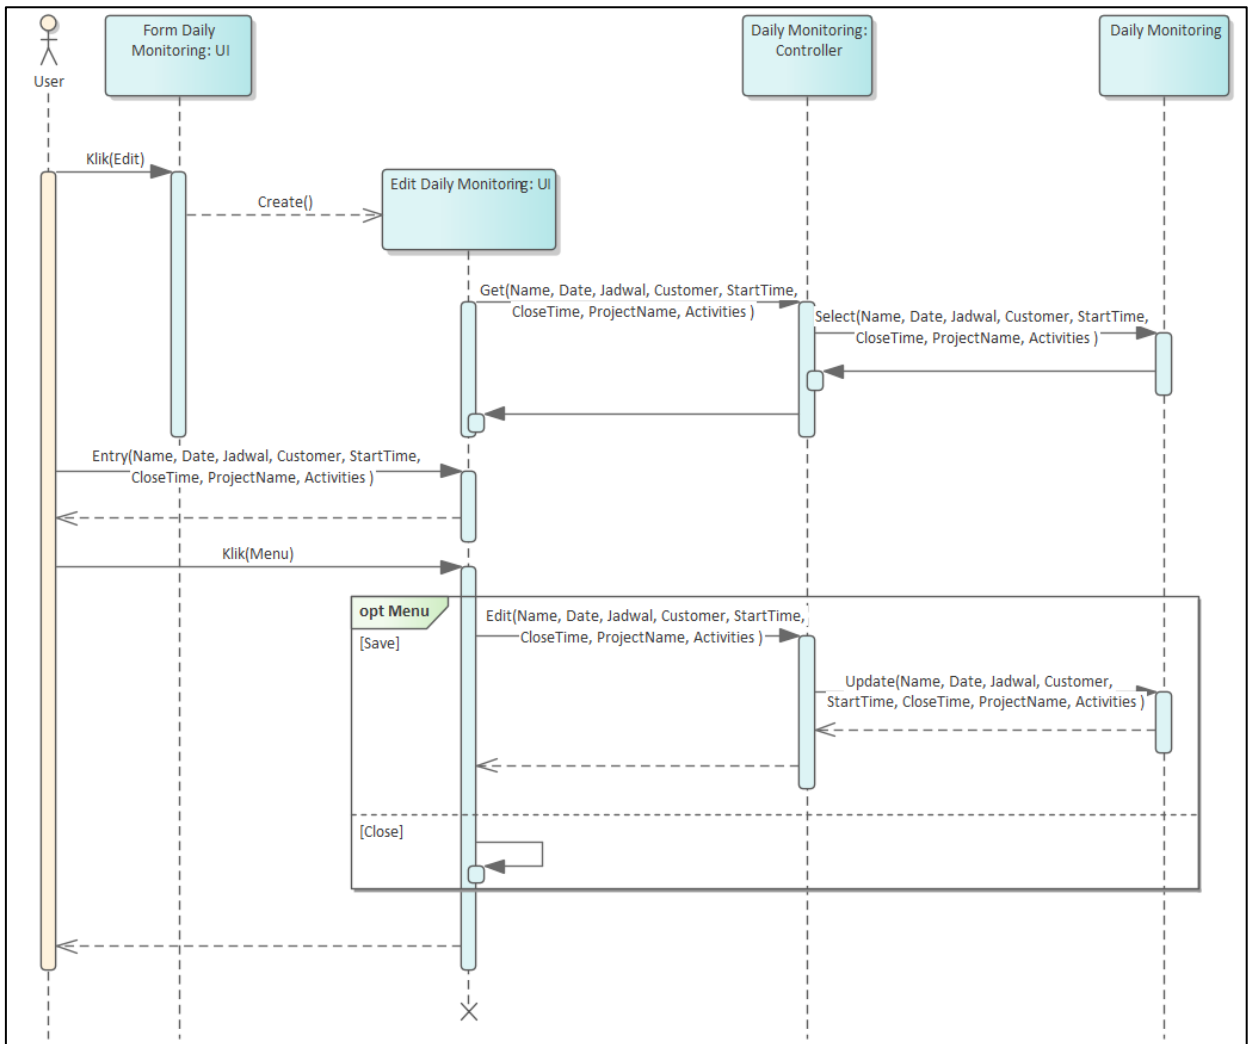 User
Form Daily
Monitoring: UI
Daily Monitoring:
Controller
Daily Monitoring
Klik(Edit)
Create()
Edit Daily Monitoring: UI
Get(Name, Date, Jadwal, Customer, StartTime,
CloseTime, ProjectName, Activities )
Select(Name, Date, Jadwal, Customer, StartTime,
CloseTime, ProjectName, Activities )
Entry(Name, Date, Jadwal, Customer, StartTime,
CloseTime, ProjectName, Activities )
Klik(Menu)
opt Menu
[Save]
Edit(Name, Date, Jadwal, Customer, StartTime,
CloseTime, ProjectName, Activities )
Update(Name, Date, Jadwal, Customer,
StartTime, CloseTime, ProjectName, Activities )
[Close]